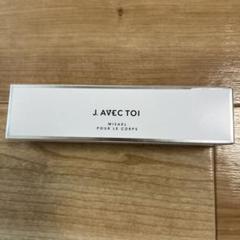 J. AVEC TOI
MISAEL
POUR LE CORPS